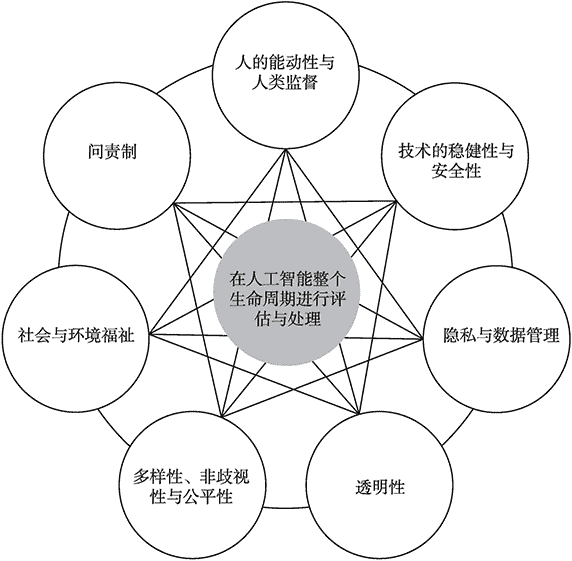 人的能动性与
人类监督
技术的稳健性与
安全性
隐私与数据管理
透明性
多样性、非歧视
性与公平性
社会与环境福祉
问责制
在人工智能整个
生命周期进行评
估与处理